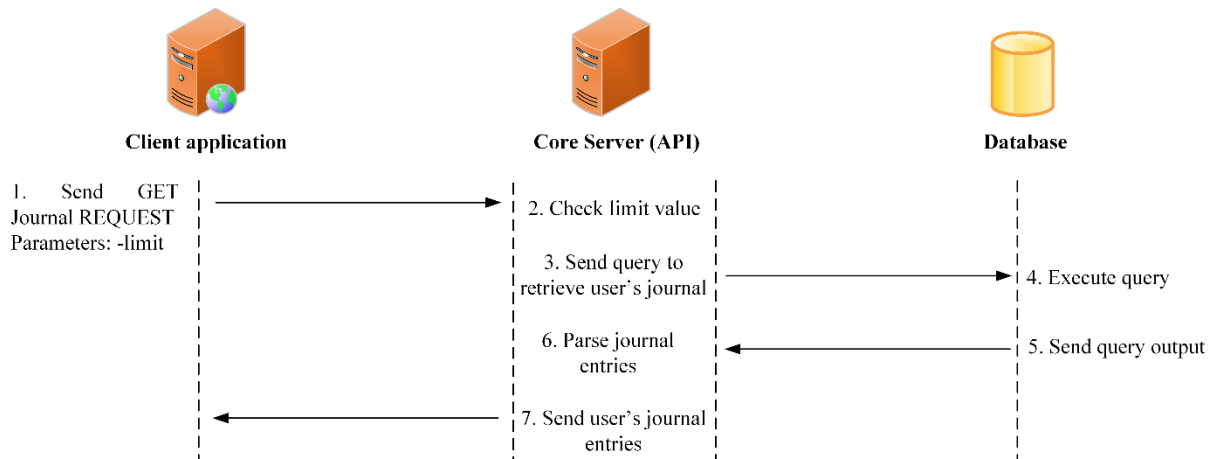 Client application
Core Server (API)
Database
1. Send GET
Journal REQUEST
Parameters: -limit
2. Check limit value
3. Send query to
retrieve user's journal
4. Execute query
5. Send query output
6. Parse journal
entries
7. Send user's journal
entries